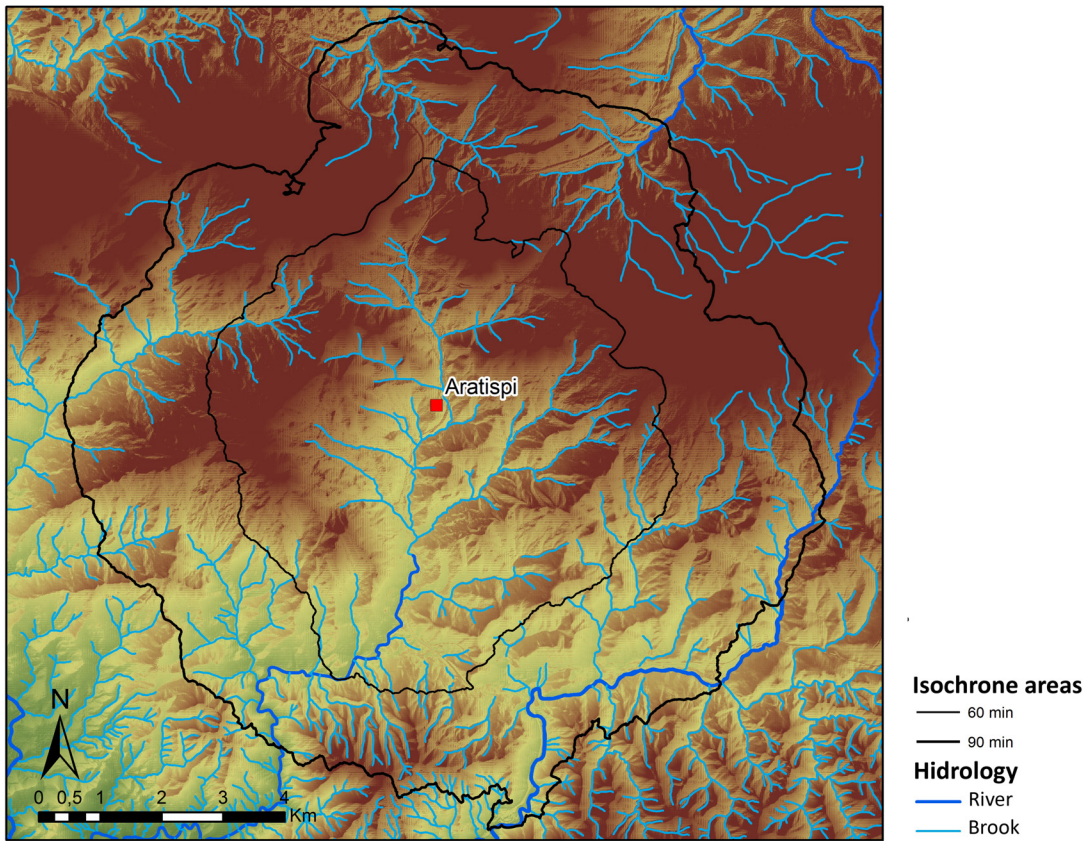 Aratispi
N
0 0,5 1 2 3 4
Km
Isochrone areas
60 min
90 min
Hidrology
River
Brook